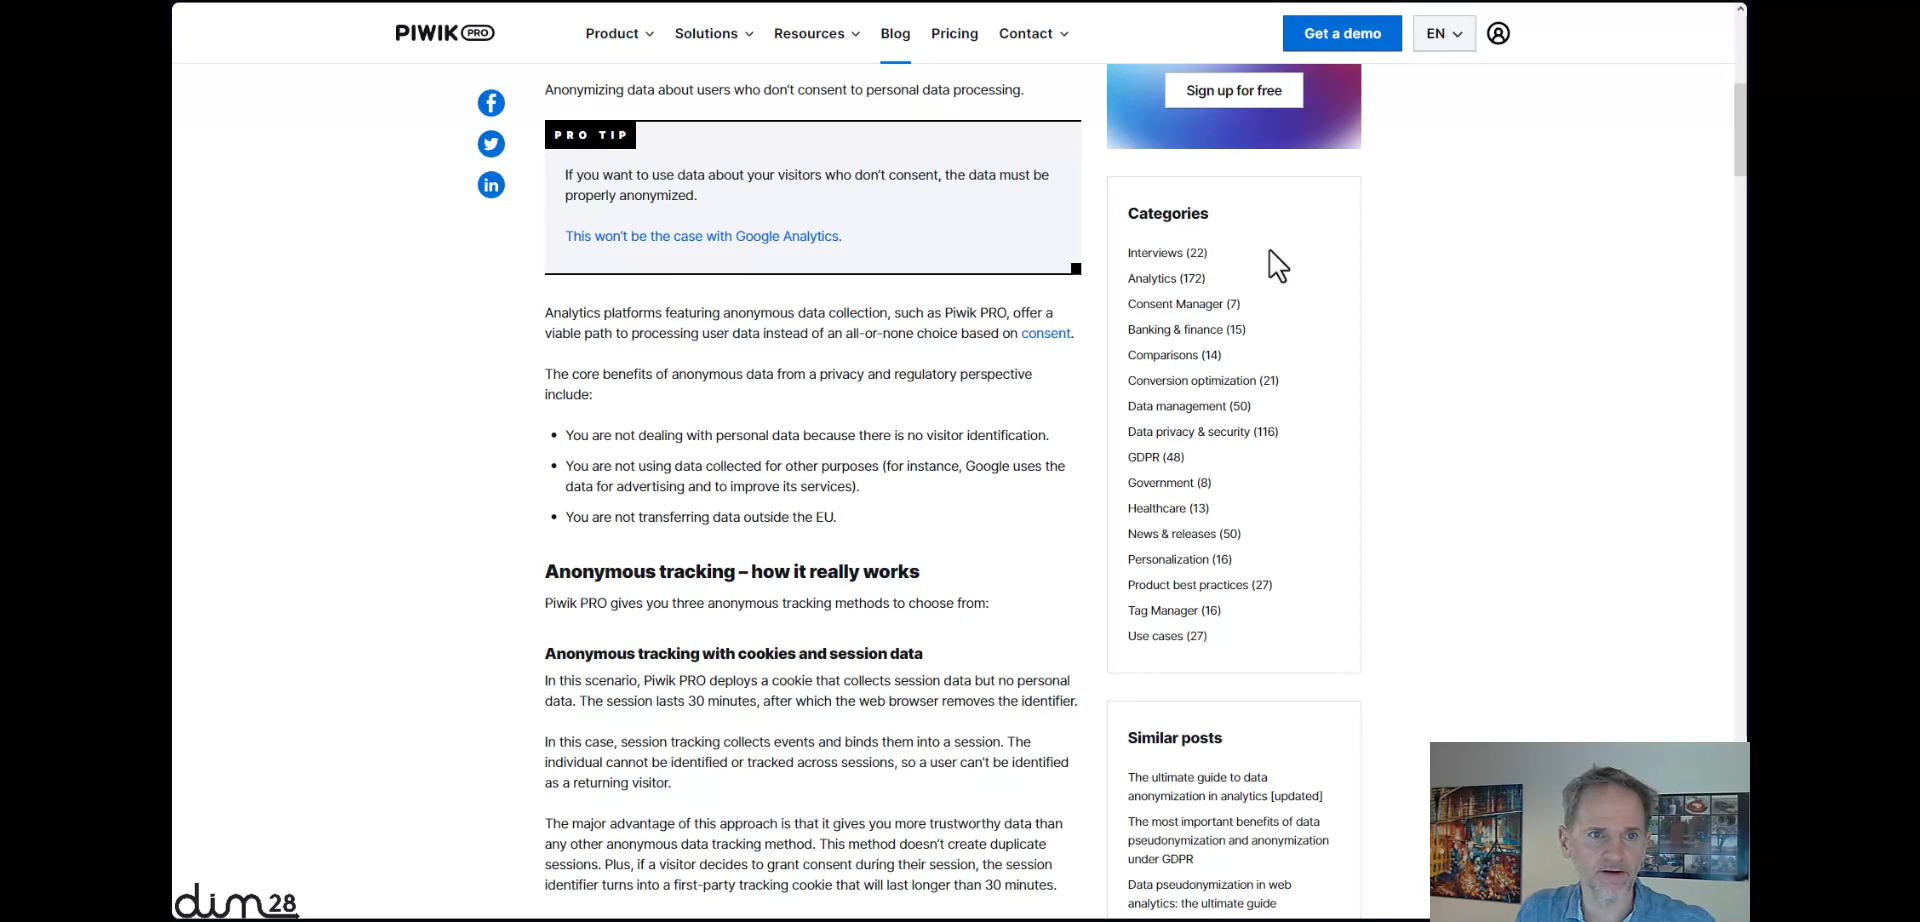 PIWIK PRO
Product
Solutions
Resources
Blog
Pricing
Contact
Get a demo
EN
Anonymizing data about users who don't consent to personal data processing.
PRO TIP
If you want to use data about your visitors who don't consent, the data must be
properly anonymized.
This won't be the case with Google Analytics.
Analytics platforms featuring anonymous data collection, such as Piwik PRO, offer a
viable path to processing user data instead of an all-or-none choice based on consent.
The core benefits of anonymous data from a privacy and regulatory perspective
include:
• You are not dealing with personal data because there is no visitor identification.
• You are not using data collected for other purposes (for instance, Google uses the
data for advertising and to improve its services).
• You are not transferring data outside the EU.
Anonymous tracking – how it really works
Piwik PRO gives you three anonymous tracking methods to choose from:
Anonymous tracking with cookies and session data
In this scenario, Piwik PRO deploys a cookie that collects session data but no personal
data. The session lasts 30 minutes, after which the web browser removes the identifier.
In this case, session tracking collects events and binds them into a session. The
individual cannot be identified or tracked across sessions, so a user can't be identified
as a returning visitor.
The major advantage of this approach is that it gives you more trustworthy data than
any other anonymous data tracking method. This method doesn't create duplicate
sessions. Plus, if a visitor decides to grant consent during their session, the session
identifier turns into a first-party tracking cookie that will last longer than 30 minutes.
Sign up for free
Categories
Interviews (22)
Analytics (172)
Consent Manager (7)
Banking & finance (15)
Comparisons (14)
Conversion optimization (21)
Data management (50)
Data privacy & security (116)
GDPR (48)
Government (8)
Healthcare (13)
News & releases (50)
Personalization (16)
Product best practices (27)
Tag Manager (16)
Use cases (27)
Similar posts
The ultimate guide to data
anonymization in analytics [updated]
The most important benefits of data
pseudonymization and anonymization
under GDPR
Data pseudonymization in web
analytics: the ultimate guide
dim28